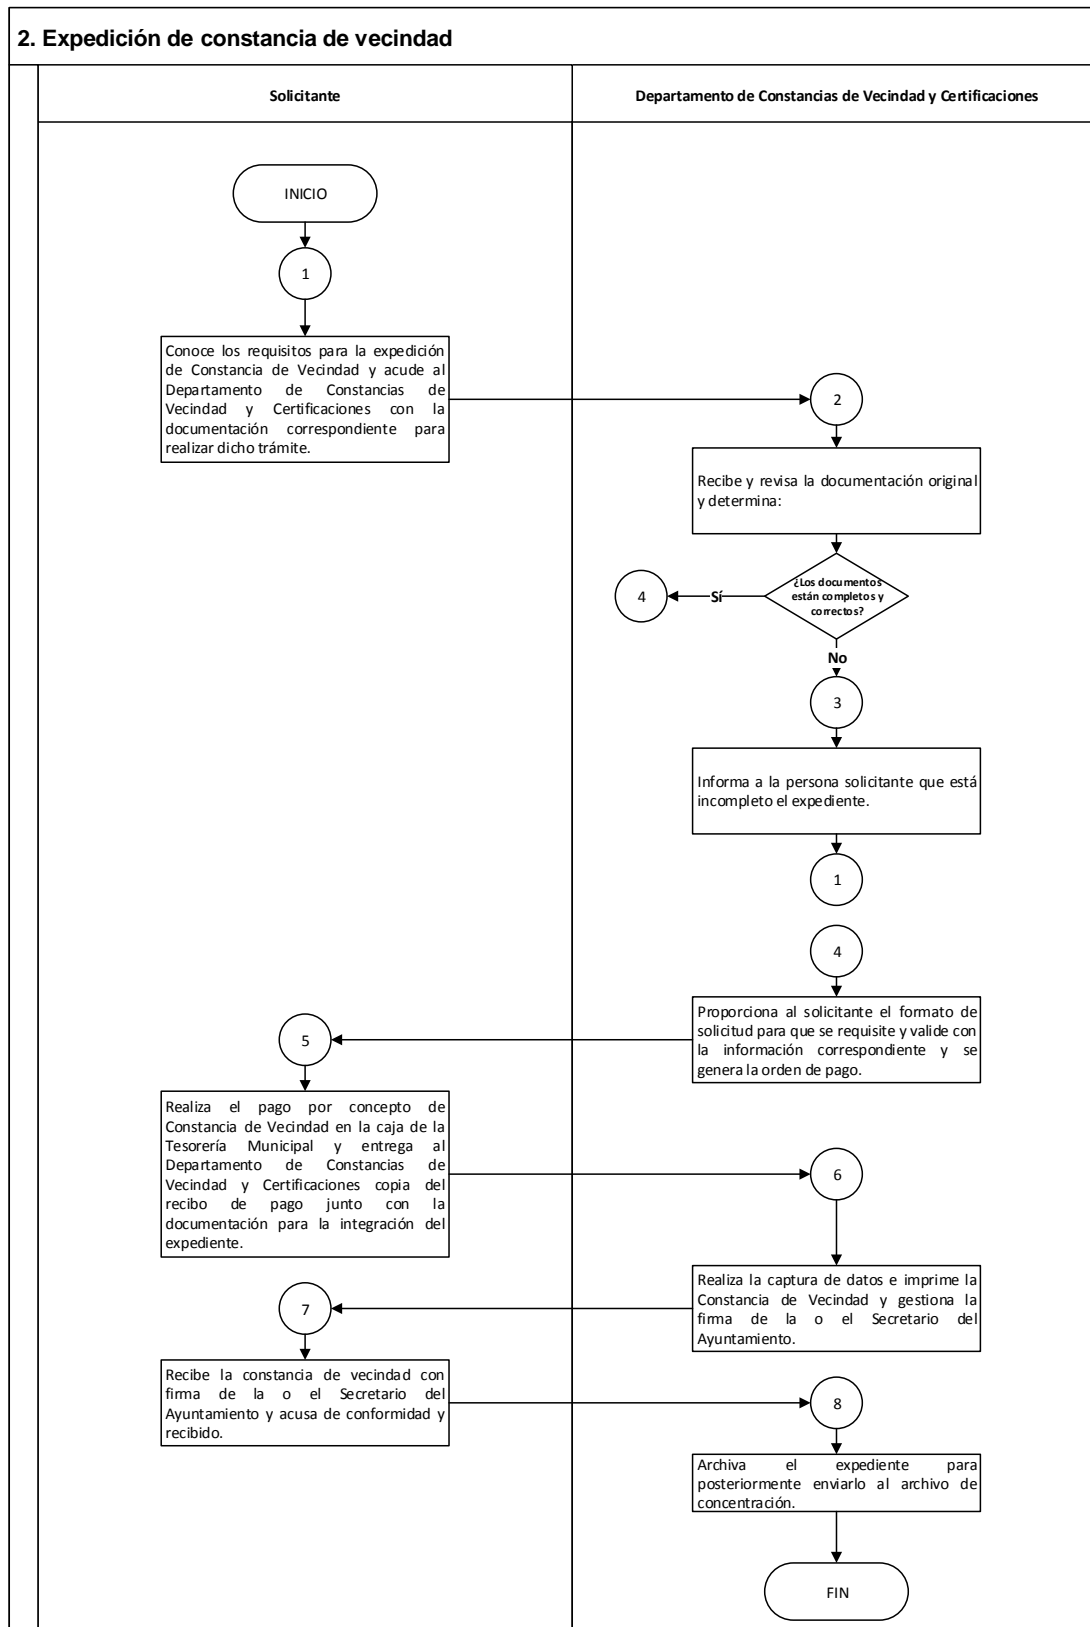 2. Expedición de constancia de vecindad
Solicitante
Departamento de Constancias de Vecindad y Certificaciones
INICIO
1
Conoce los requisitos para la expedición
de Constancia de Vecindad y acude al
Departamento de Constancias de
Vecindad y Certificaciones con la
documentación correspondiente para
realizar dicho trámite.
2
Recibe y revisa la documentación original
y determina:
¿Los documentos
están completos y
correctos?
Sí
4
No
3
Informa a la persona solicitante que está
incompleto el expediente.
1
4
Proporciona al solicitante el formato de
solicitud para que se requisite y valide con
la información correspondiente y se
genera la orden de pago.
5
Realiza el pago por concepto de
Constancia de Vecindad en la caja de la
Tesorería Municipal y entrega al
Departamento de Constancias de
Vecindad y Certificaciones copia del
recibo de pago junto con la
documentación para la integración del
expediente.
6
Realiza la captura de datos e imprime la
Constancia de Vecindad y gestiona la
firma de la o el Secretario del
Ayuntamiento.
7
Recibe la constancia de vecindad con
firma de la o el Secretario del
Ayuntamiento y acusa de conformidad y
recibido.
8
Archiva el expediente para
posteriormente enviarlo al archivo de
concentración.
FIN